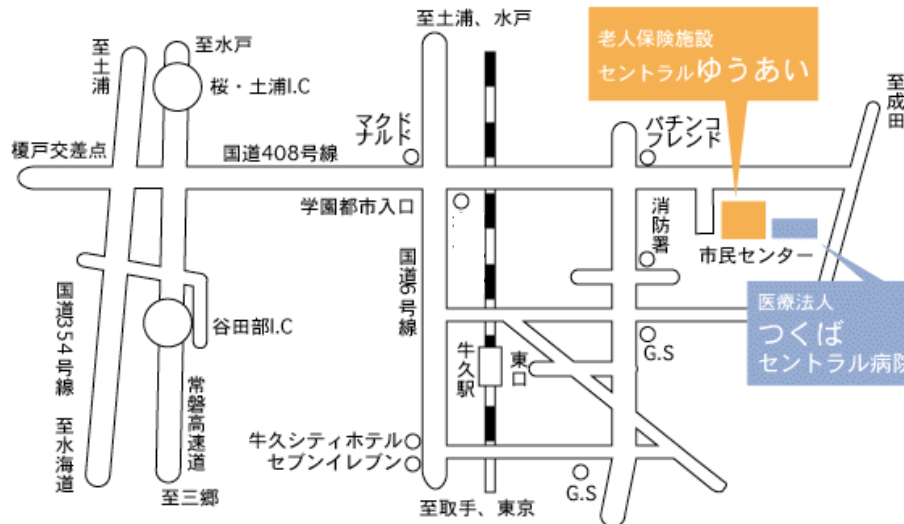 至土浦、水戸
老人保険施設
セントラルゆうあい
至土浦
至水戸
桜・土浦I.C
至成田
マクド
ナルド
パチンコ
フレンド
榎戸交差点
国道408号線
学園都市入口
消防署
市民センター
国道6号線
国道354号線
谷田部I.C
医療法人
つくば
セントラル病院
G.S
牛久駅
東口
常磐高速道
至水海道
牛久シティホテル
セブンイレブン
至三郷
至取手、東京
G.S